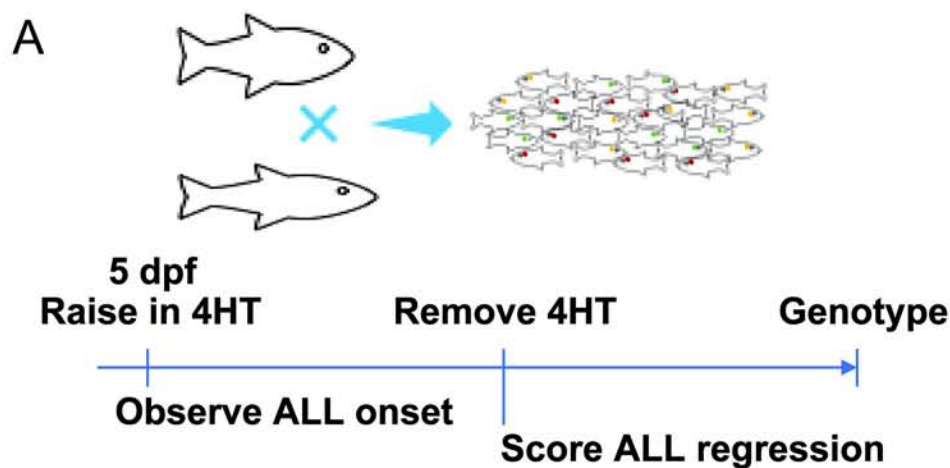 A
5 dpf
Raise in 4HT
Remove 4HT
Genotype
Observe ALL onset
Score ALL regression